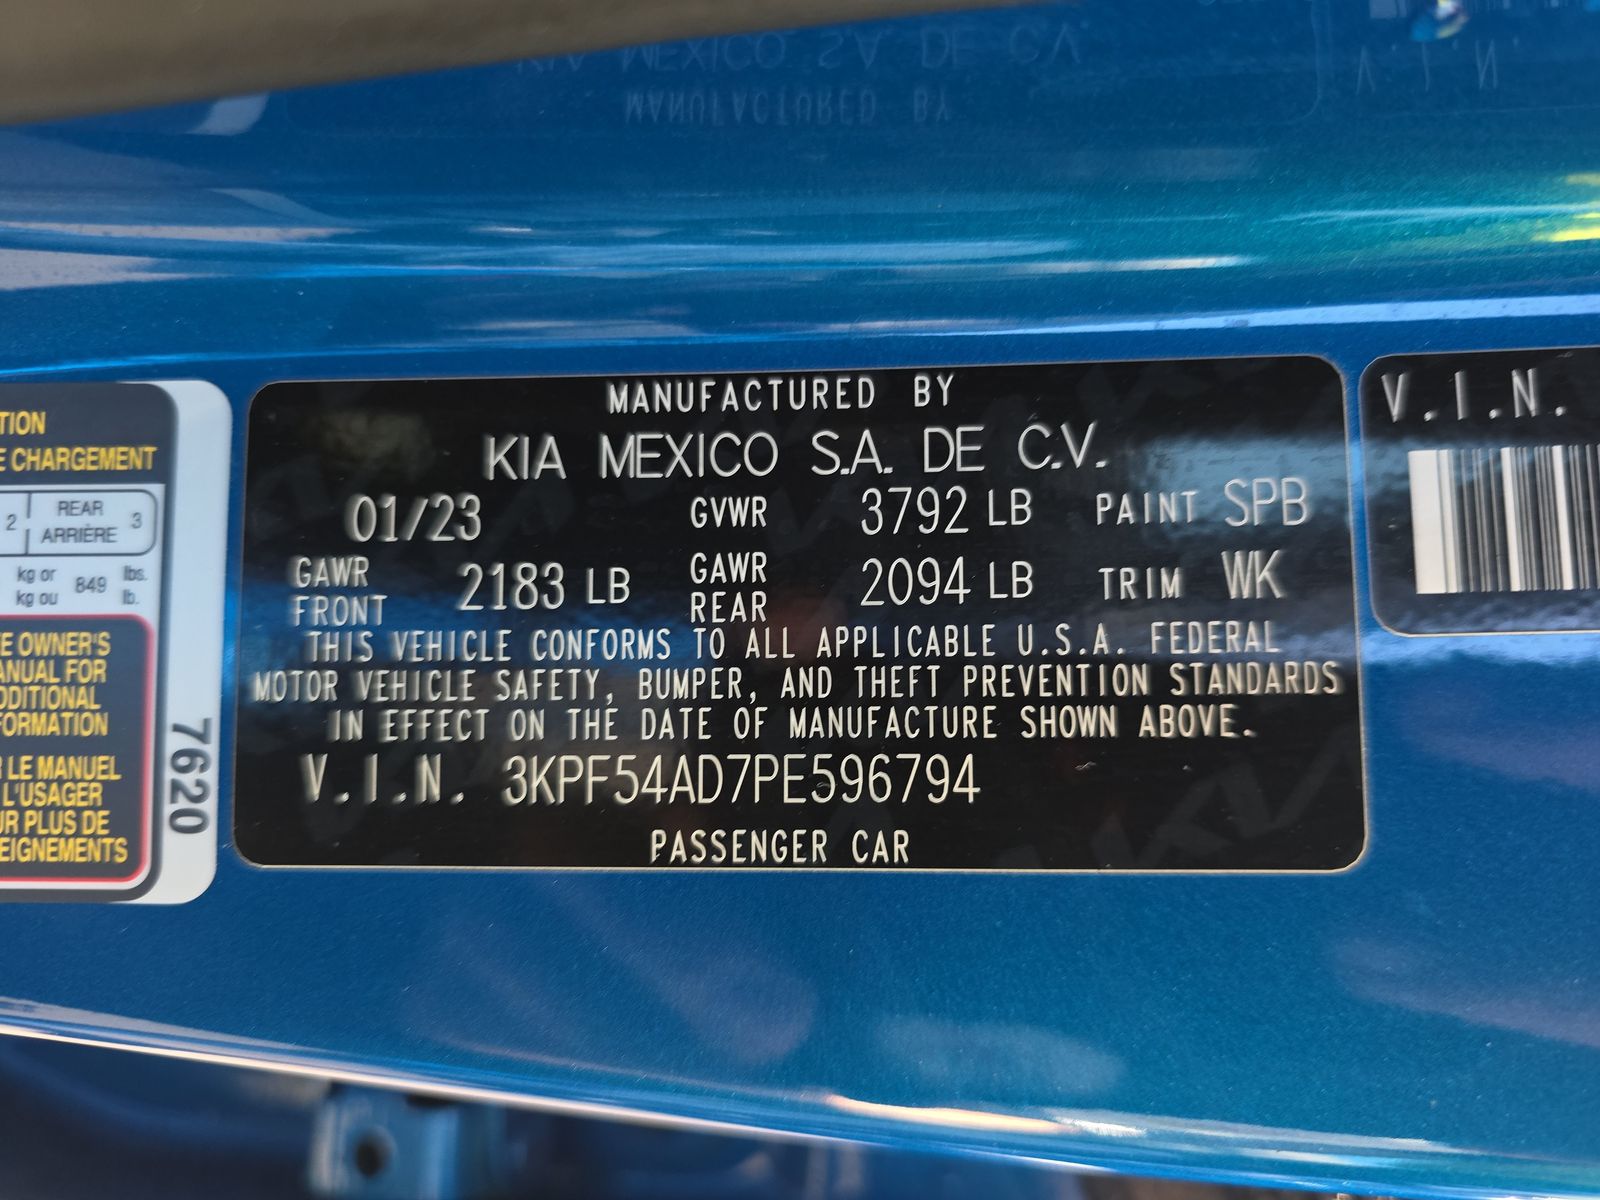 MANUFACTURED BY
KIA MEXICO S.A. DE C.V.
01/23 GVWR 3792 LB PAINT SPB
GAWR FRONT 2183 LB GAWR REAR 2094 LB TRIM WK
THIS VEHICLE CONFORMS TO ALL APPLICABLE U.S.A. FEDERAL
MOTOR VEHICLE SAFETY, BUMPER, AND THEFT PREVENTION STANDARDS
IN EFFECT ON THE DATE OF MANUFACTURE SHOWN ABOVE.
V.I.N. 3KPF54AD7PE596794
PASSENGER CAR
V.I.N.
TION
E CHARGEMENT
2 REAR ARRIÈRE 3
kg or 849 lbs.
kg ou lb.
E OWNER'S
ANUAL FOR
DDITIONAL
FORMATION
R LE MANUEL
L'USAGER
UR PLUS DE
EIGNEMENTS
7620